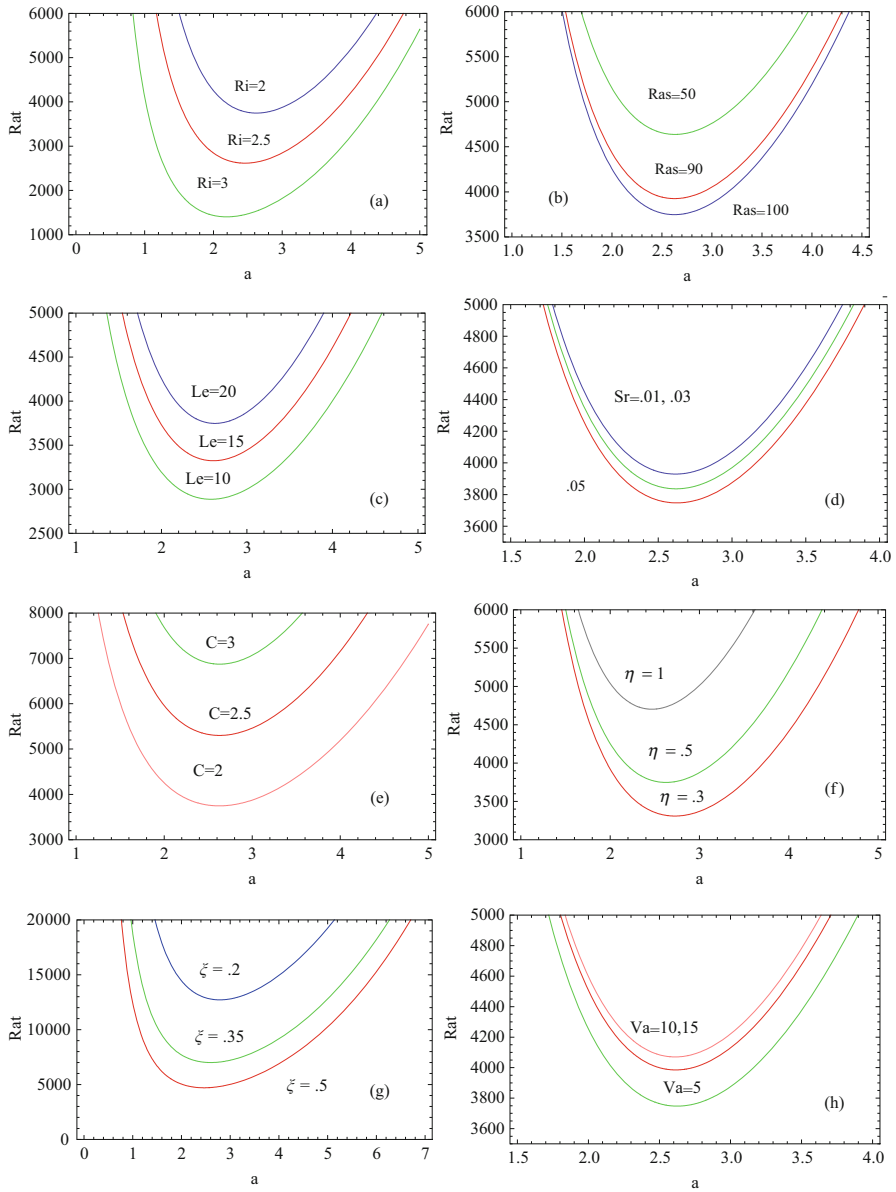 6000
5000
4000
3000
2000
1000
Rat
Ri=2
Ri=2.5
Ri=3
(a)
0 1 2 3 4 5
a
6000
5500
5000
4500
4000
3500
Rat
Ras=50
Ras=90
Ras=100
(b)
1.0 1.5 2.0 2.5 3.0 3.5 4.0 4.5
a
5000
4500
4000
3500
3000
2500
Rat
Le=20
Le=15
Le=10
(c)
1 2 3 4 5
a
5000
4800
4600
4400
4200
4000
3800
3600
Rat
Sr=.01, .03
.05
(d)
1.5 2.0 2.5 3.0 3.5 4.0
a
8000
7000
6000
5000
4000
3000
Rat
C=3
C=2.5
C=2
(e)
1 2 3 4 5
a
6000
5500
5000
4500
4000
3500
3000
Rat
η = 1
η = .5
η = .3
(f)
1 2 3 4 5
a
20000
15000
10000
5000
0
Rat
ξ = .2
ξ = .35
ξ = .5
(g)
0 1 2 3 4 5 6 7
a
5000
4800
4600
4400
4200
4000
3800
3600
Rat
Va=10,15
Va=5
(h)
1.5 2.0 2.5 3.0 3.5 4.0
a